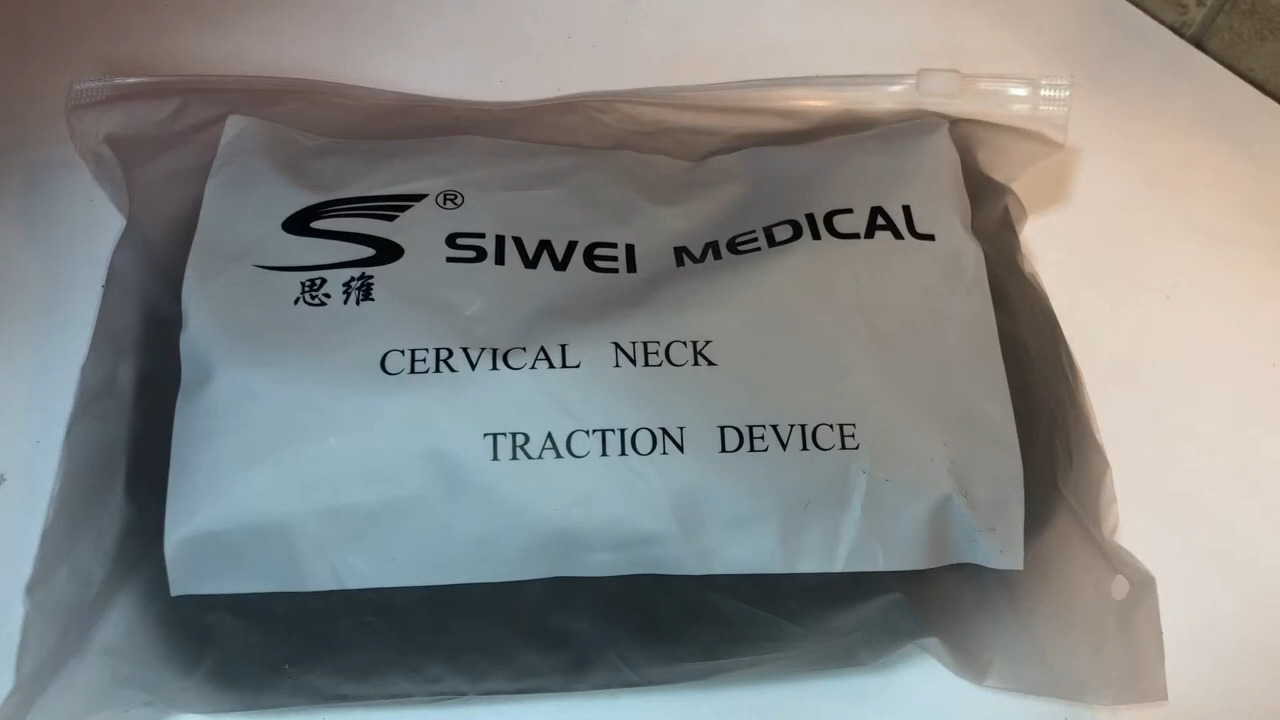 ® SIWEI MEDICAL
思维
CERVICAL NECK
TRACTION DEVICE